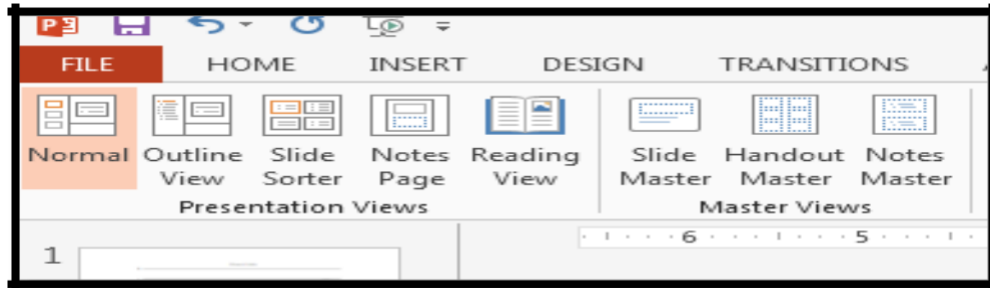 P
FILE HOME INSERT DESIGN TRANSITIONS
Normal Outline View Slide Sorter Notes Page Reading View Slide Master Handout Master Notes Master
Presentation Views Master Views
6 5
1